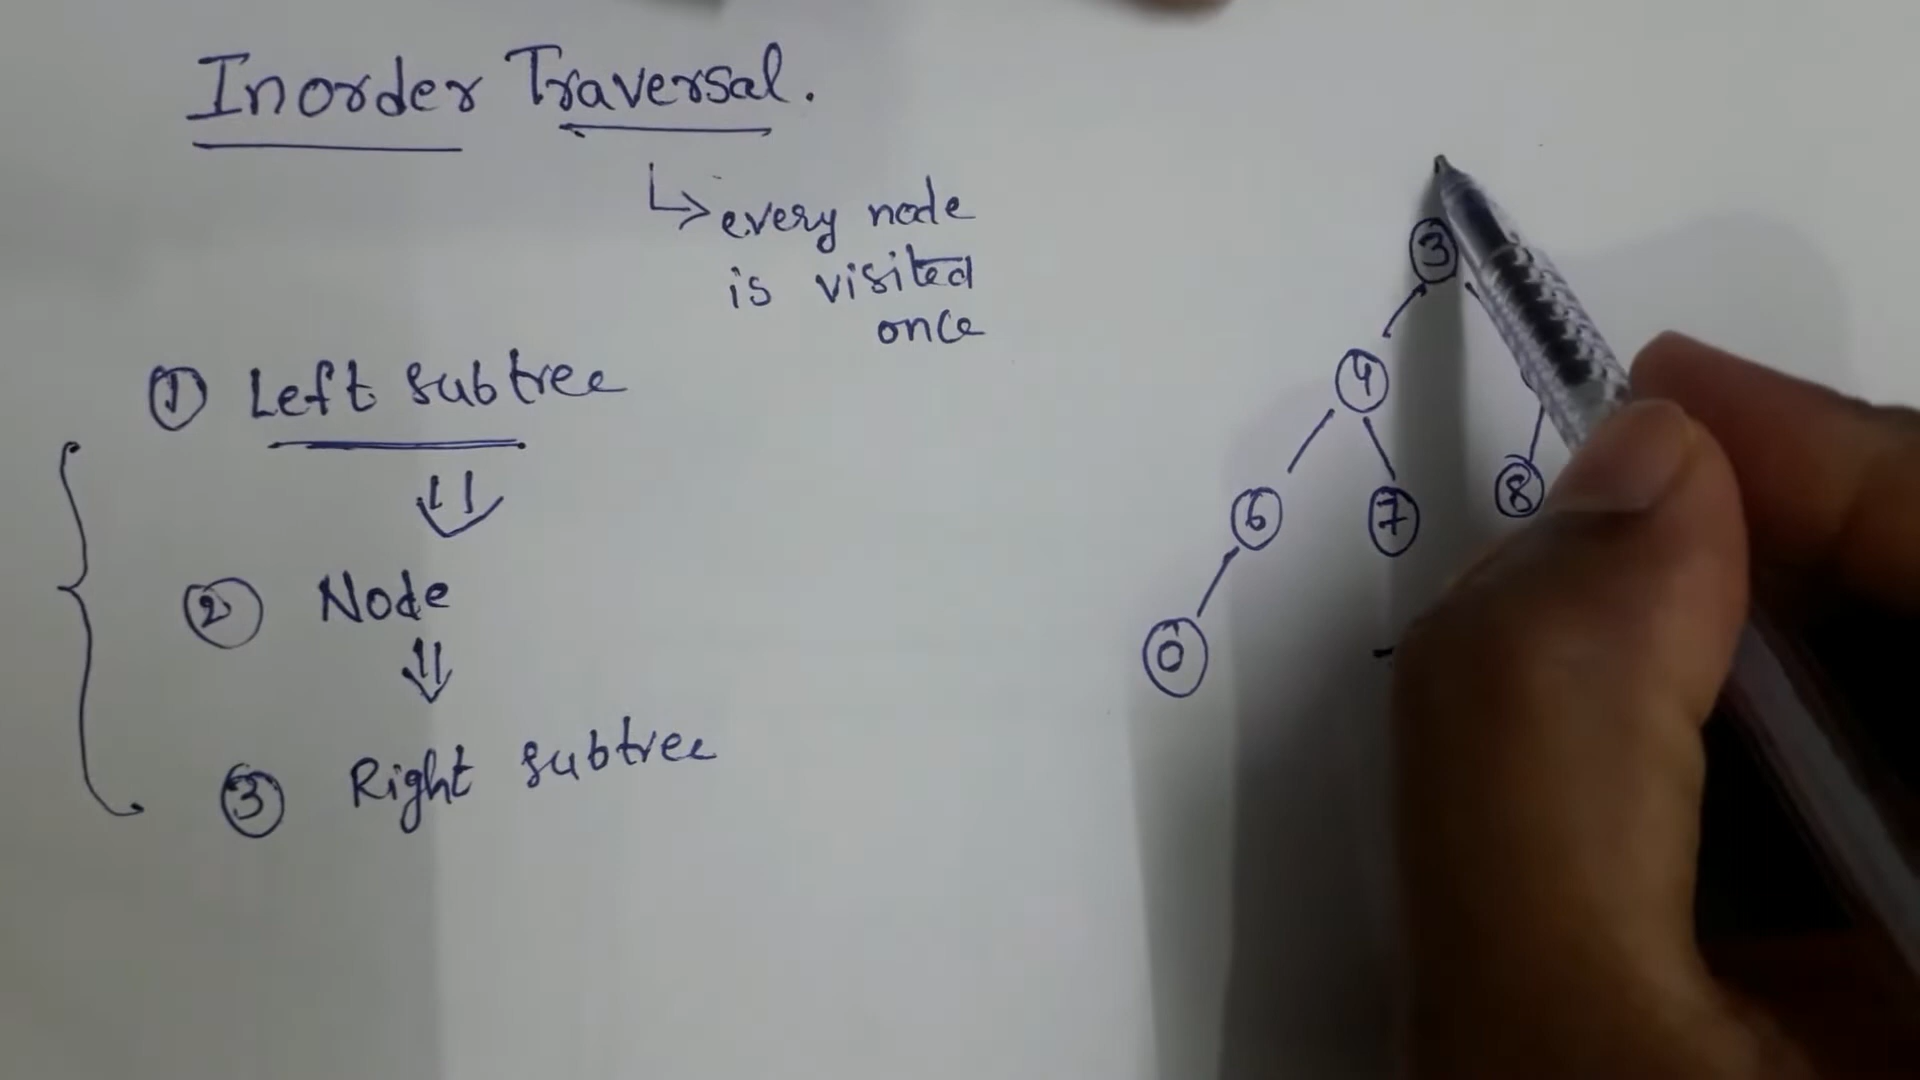 Inorder Traversal.
↳ every node
is visited
once
① Left subtree
② Node
③ Right subtree
3
4
6
7
8
0